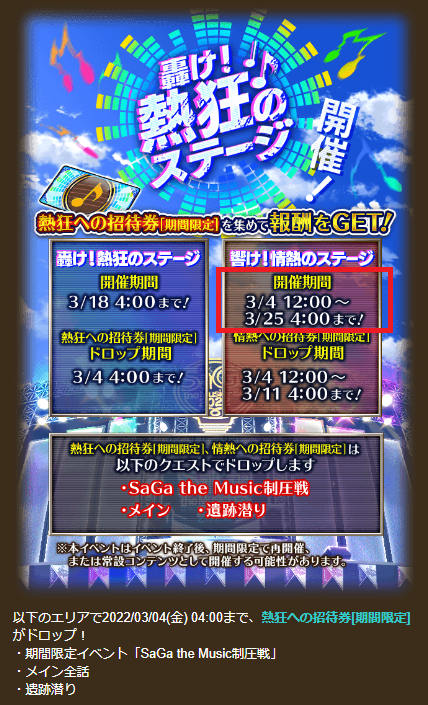 轟け！
熱狂の
ステージ
開催！
熱狂への招待券[期間限定]を集めて報酬をGET!
轟け！熱狂のステージ
開催期間
3/18 4:00まで！
熱狂への招待券[期間限定]
ドロップ期間
3/4 4:00まで！
響け！情熱のステージ
開催期間
3/4 12:00～
3/25 4:00まで！
情熱への招待券[期間限定]
ドロップ期間
3/4 12:00～
3/11 4:00まで！
熱狂への招待券[期間限定]、情熱への招待券[期間限定]は
以下のクエストでドロップします
・SaGa the Music制圧戦
・メイン ・遺跡潜り
※本イベントはイベント終了後、期間限定で再開催、
または常設コンテンツとして開催する可能性があります。
以下のエリアで2022/03/04(金) 04:00まで、熱狂への招待券[期間限定]
がドロップ！
・期間限定イベント「SaGa the Music制圧戦」
・メイン全話
・遺跡潜り